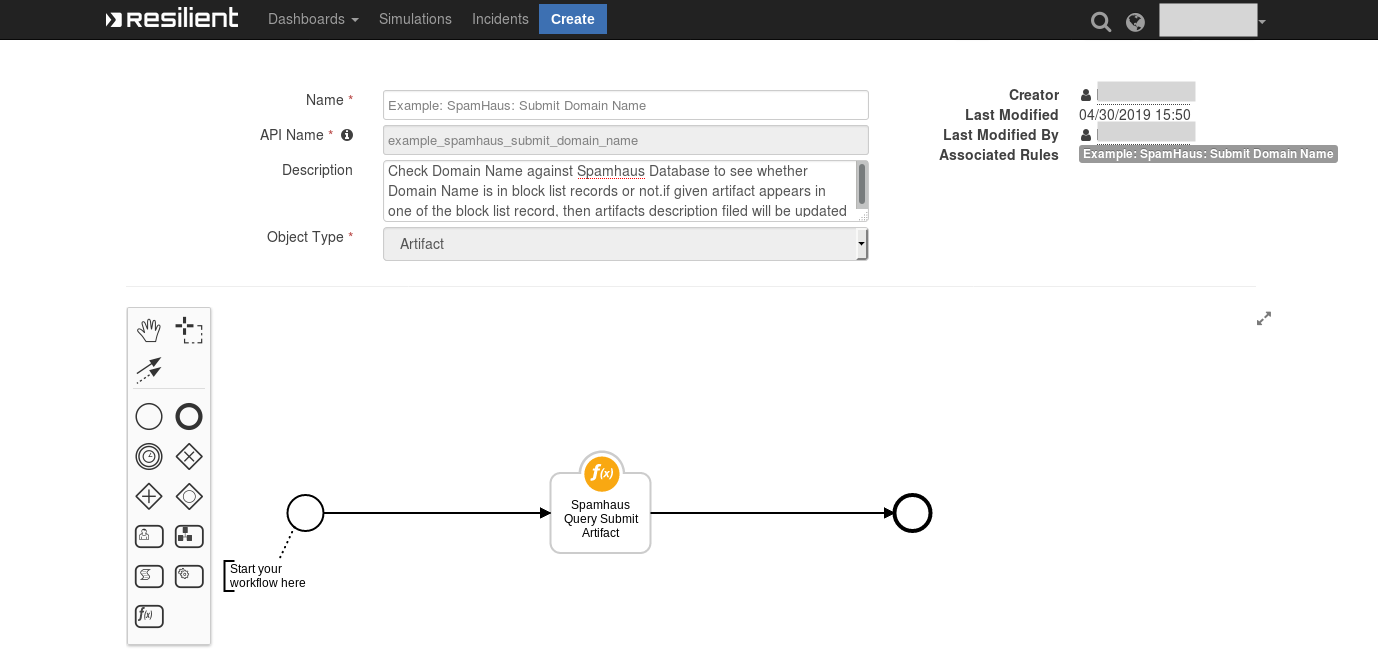 resilient Dashboards Simulations Incidents Create
Name *
Example: SpamHaus: Submit Domain Name
API Name *
example_spamhaus_submit_domain_name
Description
Check Domain Name against Spamhaus Database to see whether
Domain Name is in block list records or not.if given artifact appears in
one of the block list record, then artifacts description filed will be updated
Object Type *
Artifact
Creator
Last Modified 04/30/2019 15:50
Last Modified By
Associated Rules Example: SpamHaus: Submit Domain Name
f(x)
Spamhaus
Query Submit
Artifact
Start your
workflow here
f(x)